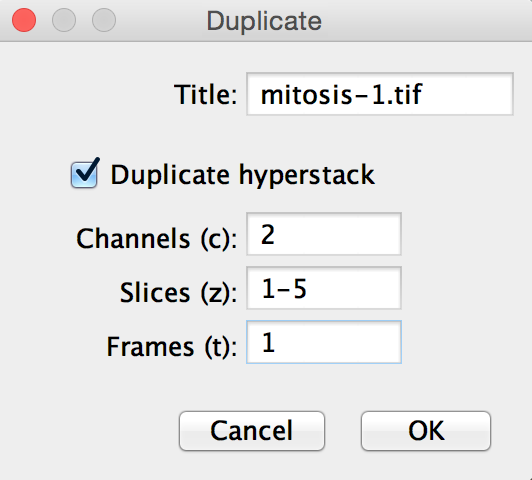 Duplicate
Title: mitosis-1.tif
Duplicate hyperstack
Channels (c): 2
Slices (z): 1-5
Frames (t): 1
Cancel OK